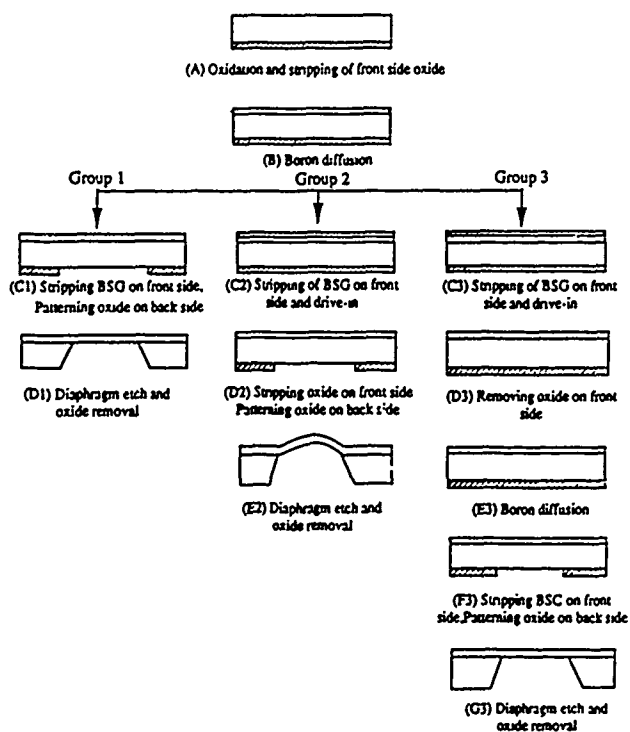 (A) Oxidation and stripping of front side oxide
(B) Boron diffusion
Group 1
Group 2
Group 3
(C1) Stripping BSG on front side,
Patterning oxide on back side
(C2) Stripping of BSG on front
side and drive-in
(C3) Stripping of BSG on front
side and drive-in
(D1) Diaphragm etch and
oxide removal
(D2) Stripping oxide on front side
Patterning oxide on back side
(D3) Removing oxide on front
side
(E2) Diaphragm etch and
oxide removal
(E3) Boron diffusion
(F3) Stripping BSC on front
side,Patterning oxide on back side
(G3) Diaphragm etch and
oxide removal